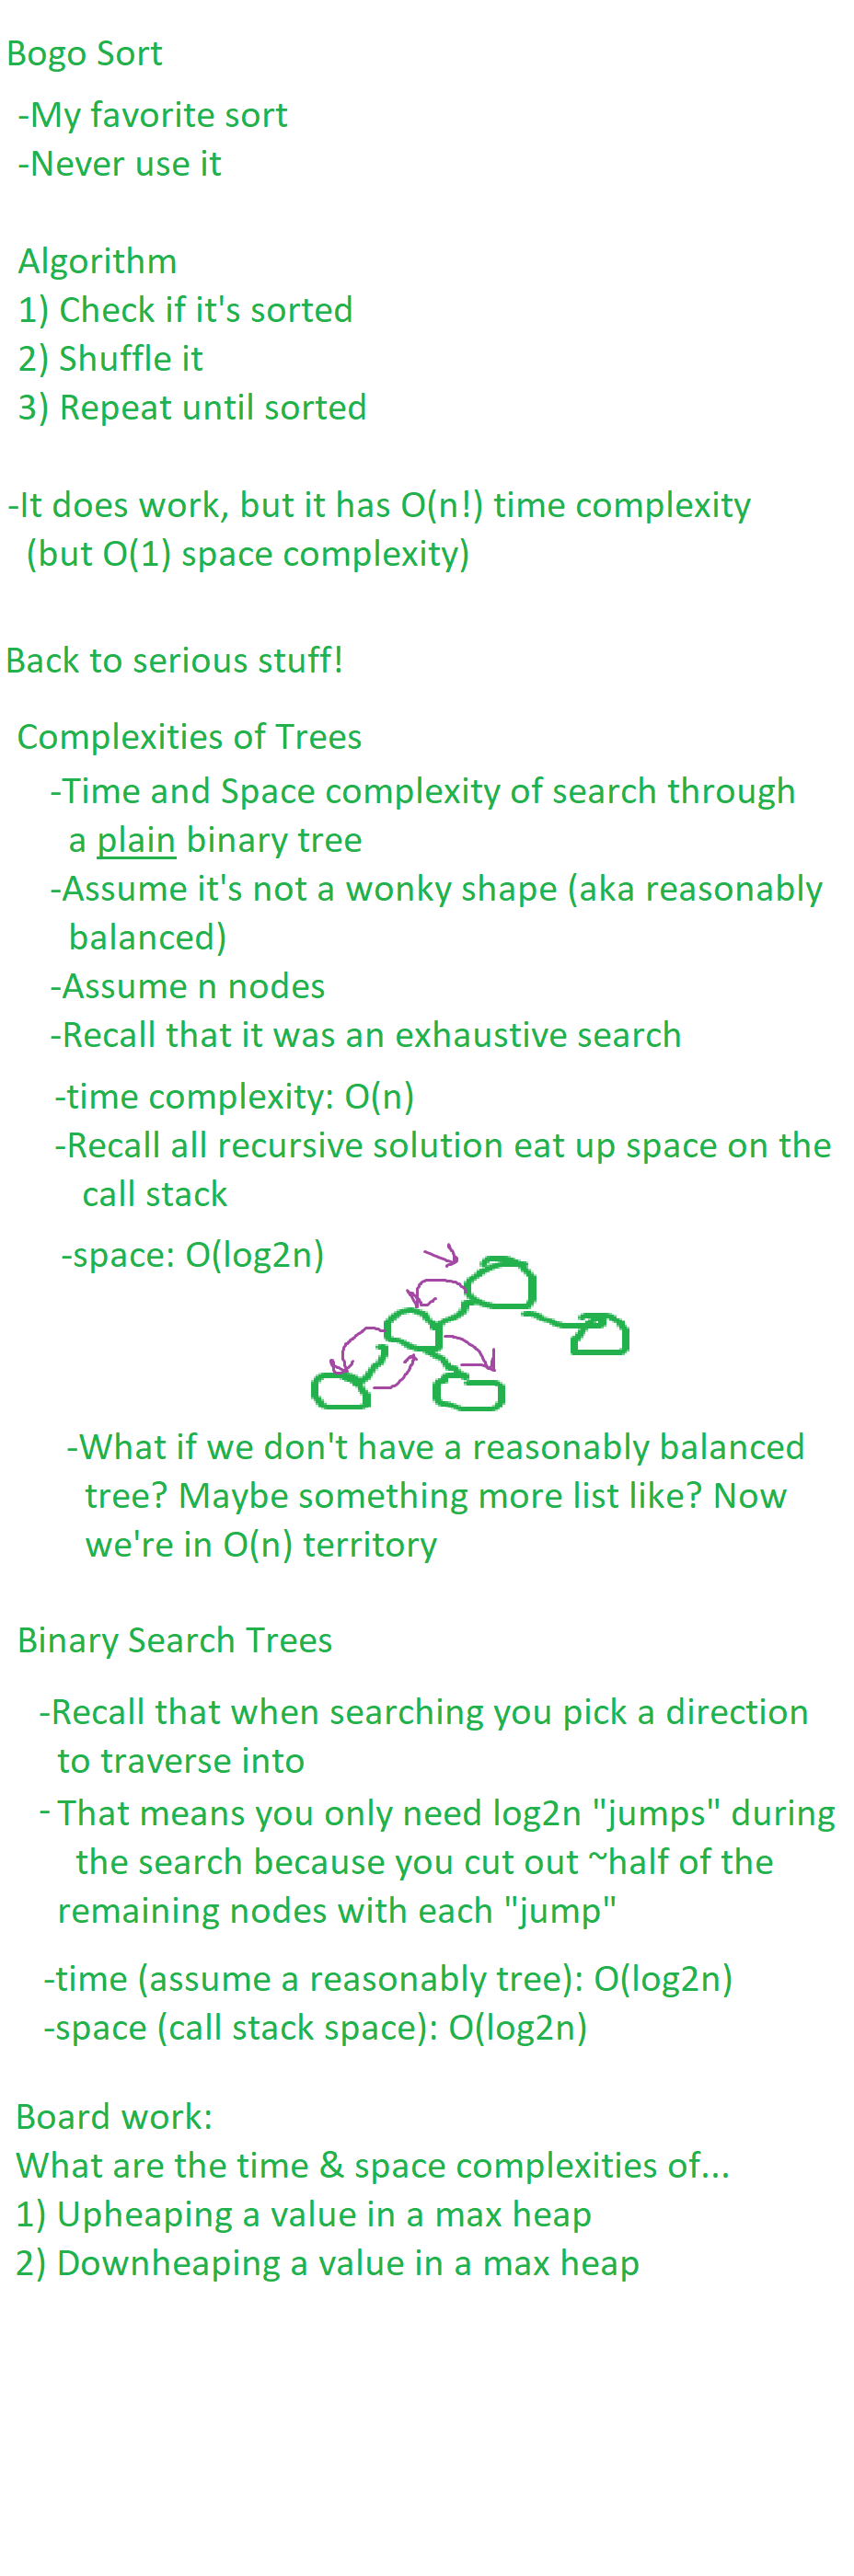 Bogo Sort
-My favorite sort
-Never use it
Algorithm
1) Check if it's sorted
2) Shuffle it
3) Repeat until sorted
-It does work, but it has O(n!) time complexity
(but O(1) space complexity)
Back to serious stuff!
Complexities of Trees
-Time and Space complexity of search through
a plain binary tree
-Assume it's not a wonky shape (aka reasonably
balanced)
-Assume n nodes
-Recall that it was an exhaustive search
-time complexity: O(n)
-Recall all recursive solution eat up space on the
call stack
-space: O(log2n)
-What if we don't have a reasonably balanced
tree? Maybe something more list like? Now
we're in O(n) territory
Binary Search Trees
-Recall that when searching you pick a direction
to traverse into
- That means you only need log2n "jumps" during
the search because you cut out ~half of the
remaining nodes with each "jump"
-time (assume a reasonably tree): O(log2n)
-space (call stack space): O(log2n)
Board work:
What are the time & space complexities of...
1) Upheaping a value in a max heap
2) Downheaping a value in a max heap